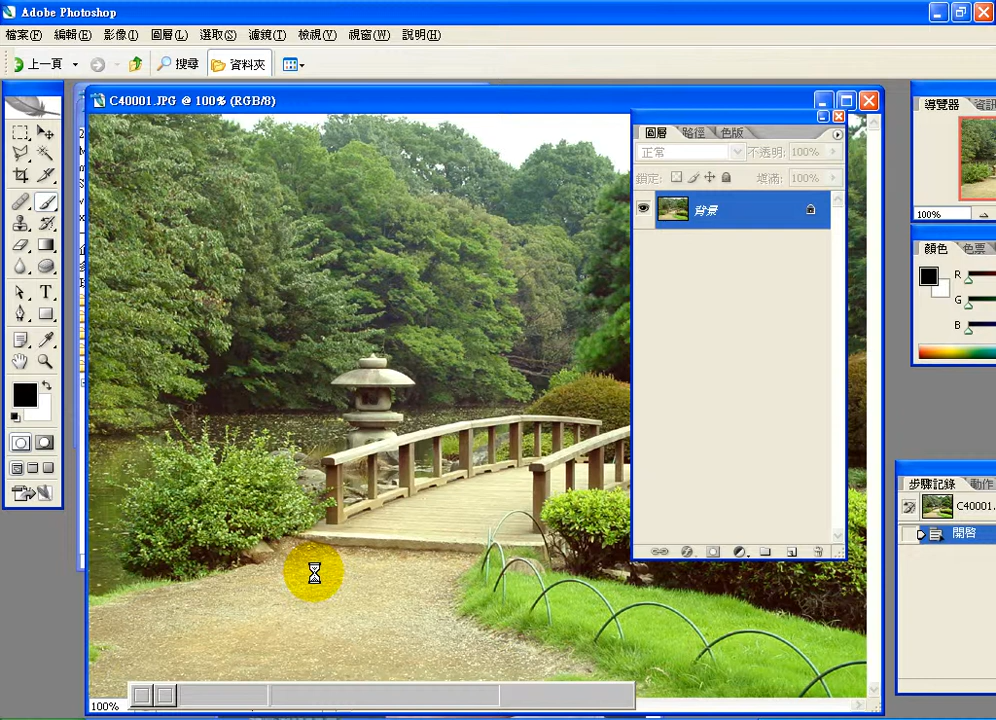 Adobe Photoshop
檔案(F) 編輯(E) 影像(I) 圖層(L) 選取(S) 濾鏡(T) 檢視(V) 視窗(W) 說明(H)
上一頁 搜尋 資料夾
C40001.JPG @ 100% (RGB/8)
圖層 路徑 色版
正常 不透明: 100%
鎖定: 填滿: 100%
背景
導覽器 資訊
100%
顏色 色票
R
G
B
步驟記錄 動作
C40001.
開啓
T
100%